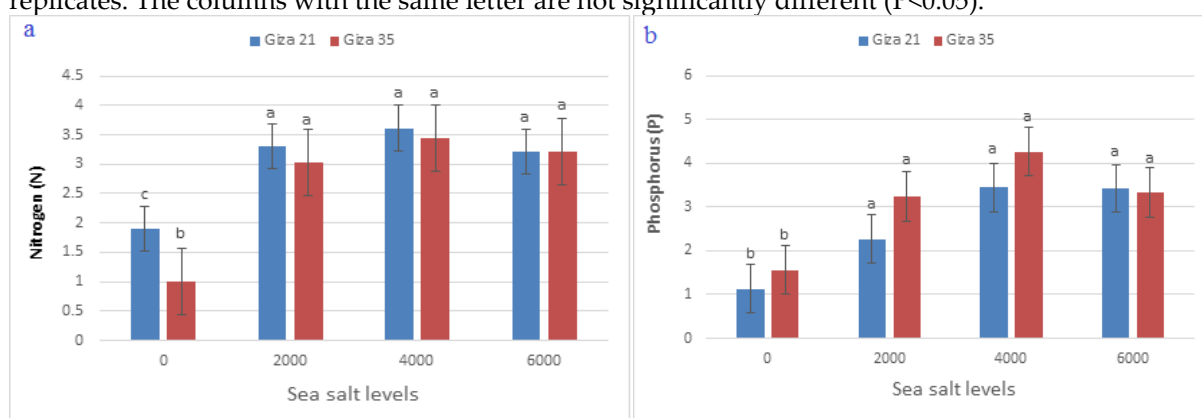 replicates. The columns with the same letter are not significantly different (P<0.05).
a
Giza 21 Giza 35
4.5
4
3.5
3
2.5
2
1.5
1
0.5
0
Nitrogen (N)
c b a a a a a a
0 2000 4000 6000
Sea salt levels
b
Giza 21 Giza 35
6
5
4
3
2
1
0
Phosphorus (P)
b b a a a a a a
0 2000 4000 6000
Sea salt levels